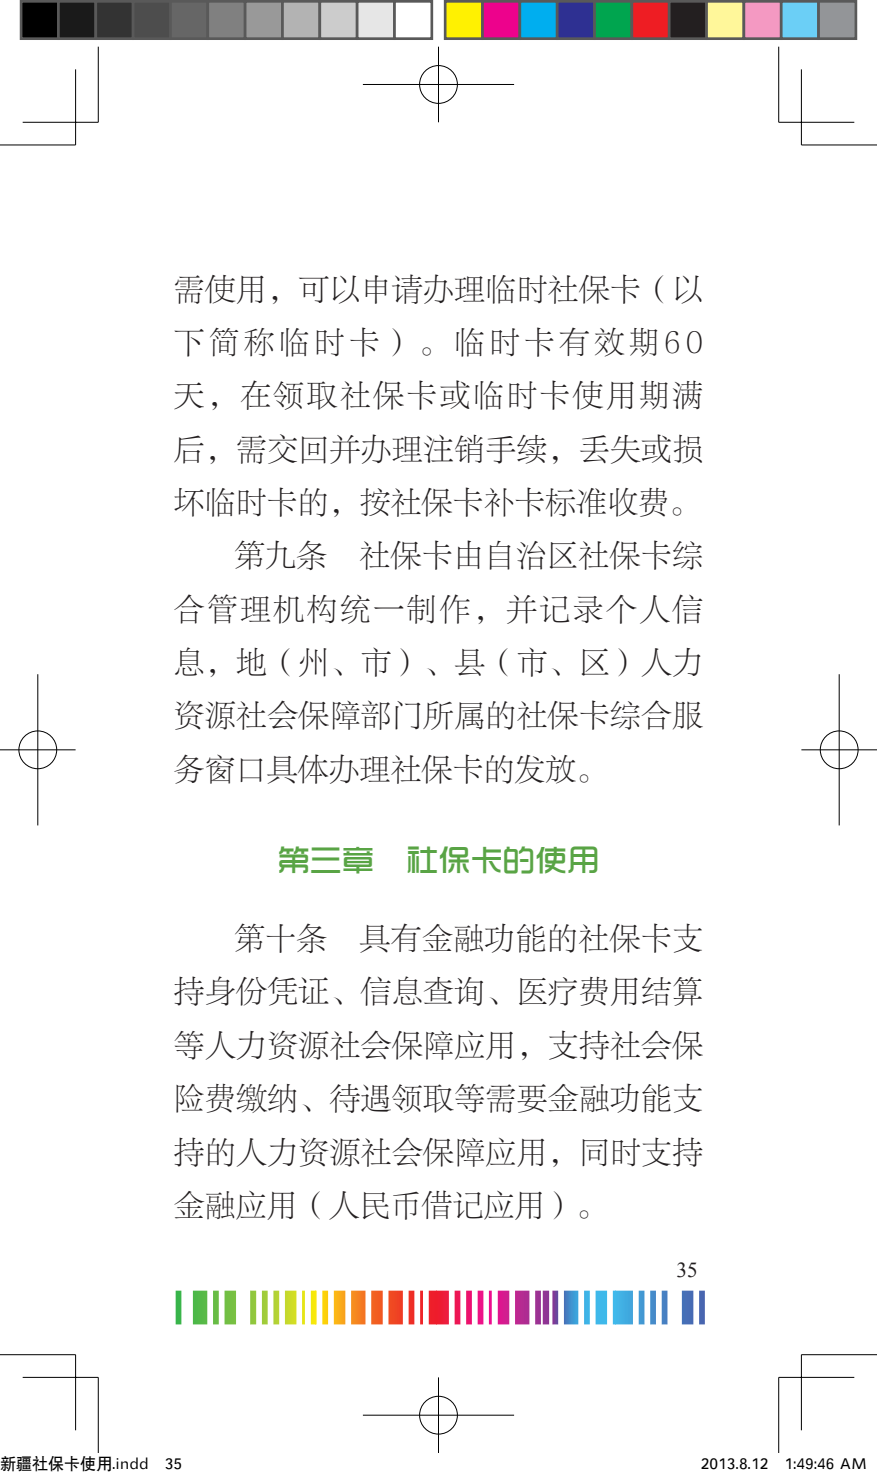 需使用，可以申请办理临时社保卡（以
下简称临时卡）。临时卡有效期60
天，在领取社保卡或临时卡使用期满
后，需交回并办理注销手续，丢失或损
坏临时卡的，按社保卡补卡标准收费。
第九条　社保卡由自治区社保卡综
合管理机构统一制作，并记录个人信
息，地（州、市）、县（市、区）人力
资源社会保障部门所属的社保卡综合服
务窗口具体办理社保卡的发放。
第三章　社保卡的使用
第十条　具有金融功能的社保卡支
持身份凭证、信息查询、医疗费用结算
等人力资源社会保障应用，支持社会保
险费缴纳、待遇领取等需要金融功能支
持的人力资源社会保障应用，同时支持
金融应用（人民币借记应用）。
35
新疆社保卡使用.indd 35 2013.8.12 1:49:46 AM